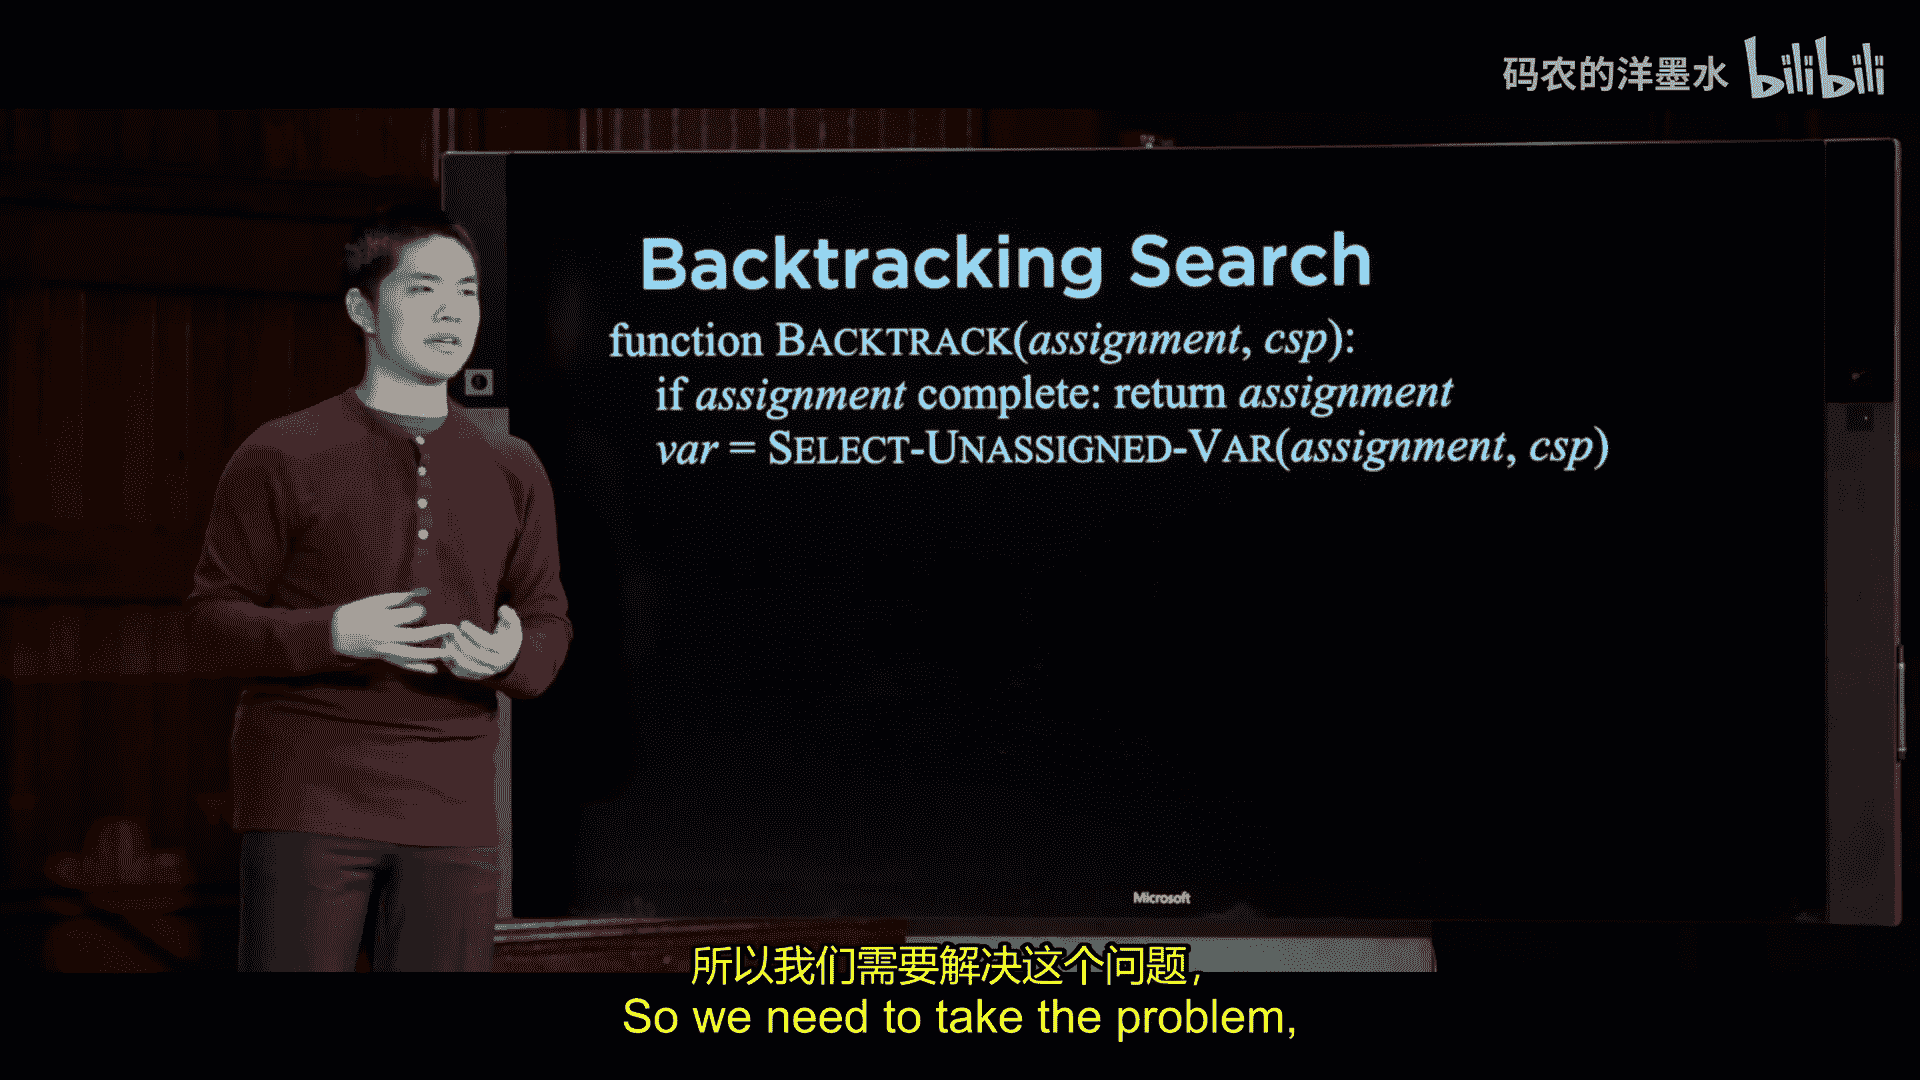 码农的洋墨水 bilibili
Backtracking Search
function BACKTRACK(assignment, csp):
if assignment complete: return assignment
var = SELECT-UNASSIGNED-VAR(assignment, csp)
Microsoft
所以我们需要解决这个问题，
So we need to take the problem,